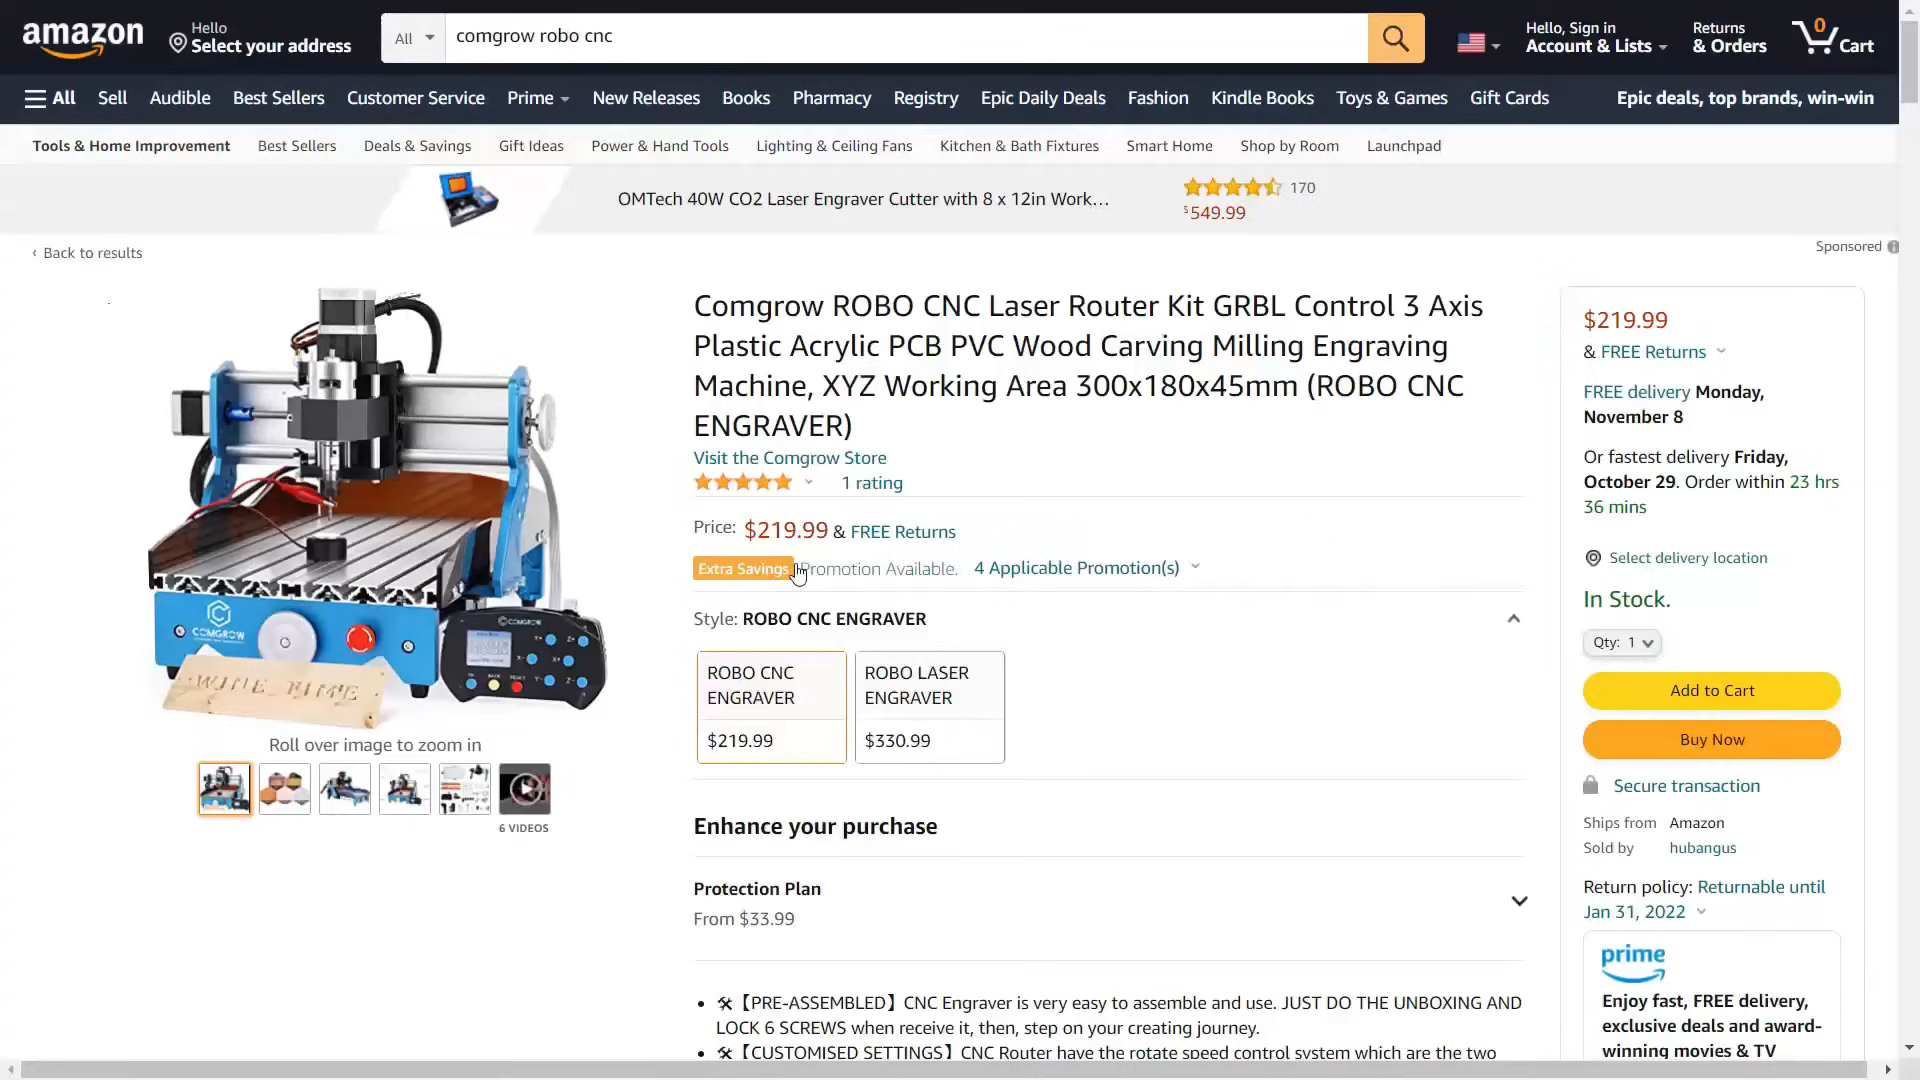 amazon
Hello
Select your address
All
comgrow robo cnc
Hello, Sign in
Account & Lists
Returns
& Orders
0
Cart
All
Sell
Audible
Best Sellers
Customer Service
Prime
New Releases
Books
Pharmacy
Registry
Epic Daily Deals
Fashion
Kindle Books
Toys & Games
Gift Cards
Epic deals, top brands, win-win
Tools & Home Improvement
Best Sellers
Deals & Savings
Gift Ideas
Power & Hand Tools
Lighting & Ceiling Fans
Kitchen & Bath Fixtures
Smart Home
Shop by Room
Launchpad
OMTech 40W CO2 Laser Engraver Cutter with 8 x 12in Work…
170
$549.99
Sponsored
‹ Back to results
COMGROW
COMGROW
WINE TIME
Roll over image to zoom in
6 VIDEOS
Comgrow ROBO CNC Laser Router Kit GRBL Control 3 Axis
Plastic Acrylic PCB PVC Wood Carving Milling Engraving
Machine, XYZ Working Area 300x180x45mm (ROBO CNC
ENGRAVER)
Visit the Comgrow Store
1 rating
Price: $219.99 & FREE Returns
Extra Savings Promotion Available. 4 Applicable Promotion(s)
Style: ROBO CNC ENGRAVER
ROBO CNC
ENGRAVER
$219.99
ROBO LASER
ENGRAVER
$330.99
Enhance your purchase
Protection Plan
From $33.99
• 🛠【PRE-ASSEMBLED】CNC Engraver is very easy to assemble and use. JUST DO THE UNBOXING AND
LOCK 6 SCREWS when receive it, then, step on your creating journey.
• 🛠【CUSTOMISED SETTINGS】CNC Router have the rotate speed control system which are the two
$219.99
& FREE Returns
FREE delivery Monday,
November 8
Or fastest delivery Friday,
October 29. Order within 23 hrs
36 mins
Select delivery location
In Stock.
Qty: 1
Add to Cart
Buy Now
Secure transaction
Ships from Amazon
Sold by hubangus
Return policy: Returnable until
Jan 31, 2022
prime
Enjoy fast, FREE delivery,
exclusive deals and award-
winning movies & TV